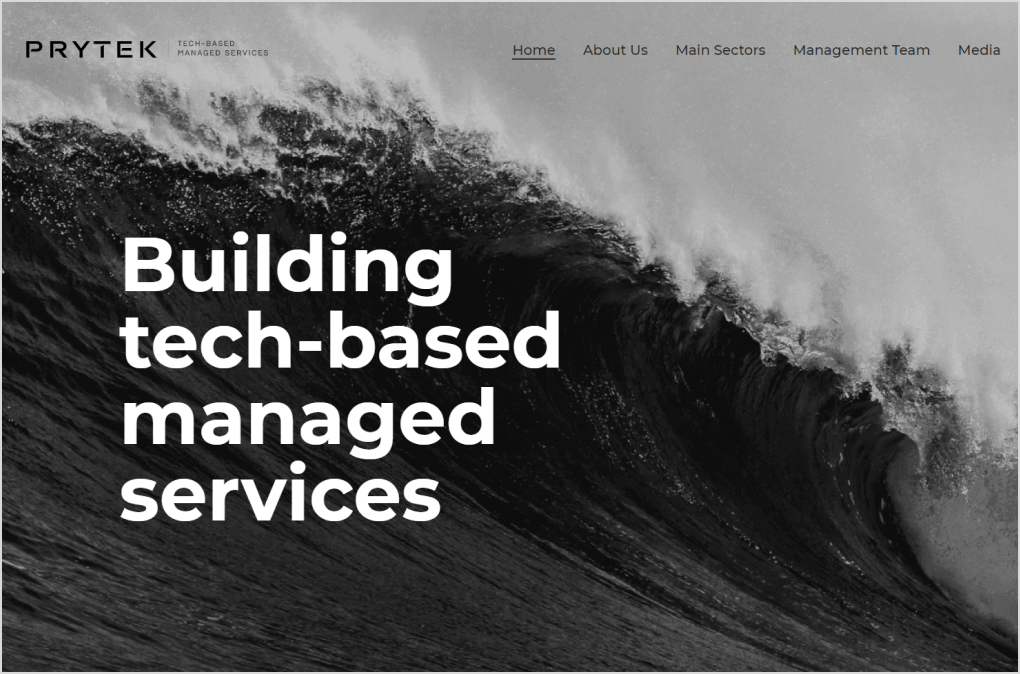 PRYTEK
TECH-BASED
MANAGED SERVICES
Home About Us Main Sectors Management Team Media
Building
tech-based
managed
services